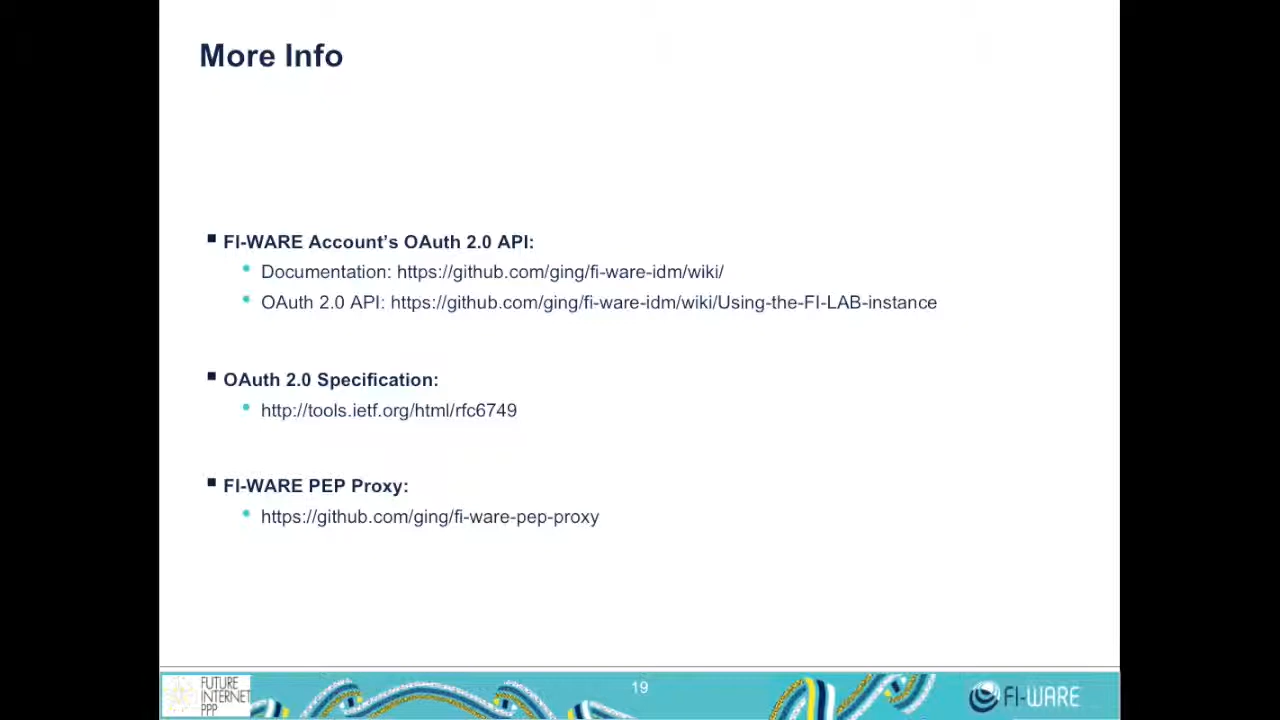 More Info
FI-WARE Account’s OAuth 2.0 API:
Documentation: https://github.com/ging/fi-ware-idm/wiki/
OAuth 2.0 API: https://github.com/ging/fi-ware-idm/wiki/Using-the-FI-LAB-instance
OAuth 2.0 Specification:
http://tools.ietf.org/html/rfc6749
FI-WARE PEP Proxy:
https://github.com/ging/fi-ware-pep-proxy
FUTURE
INTERNET
PPP
19
FI-WARE